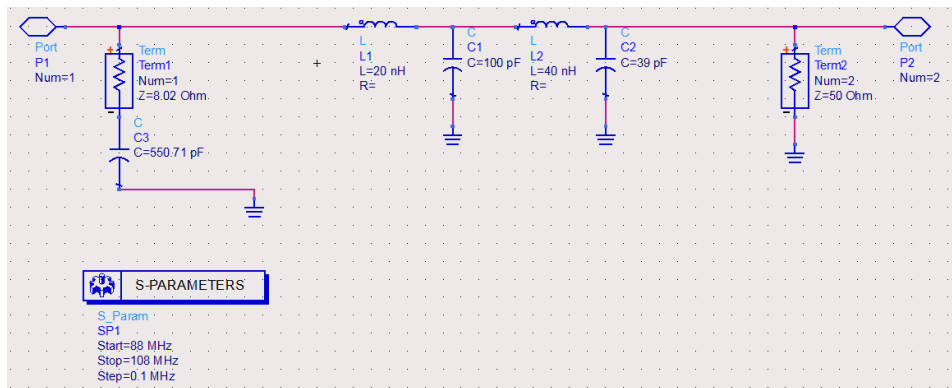 Port
P1
Num=1
+
Term
Term1
Num=1
Z=8.02 Ohm
-
C
C3
C=550.71 pF
+
L
L1
L=20 nH
R=
C
C1
C=100 pF
L
L2
L=40 nH
R=
C
C2
C=39 pF
+
Term
Term2
Num=2
Z=50 Ohm
-
Port
P2
Num=2
S-PARAMETERS
S_Param
SP1
Start=88 MHz
Stop=108 MHz
Step=0.1 MHz